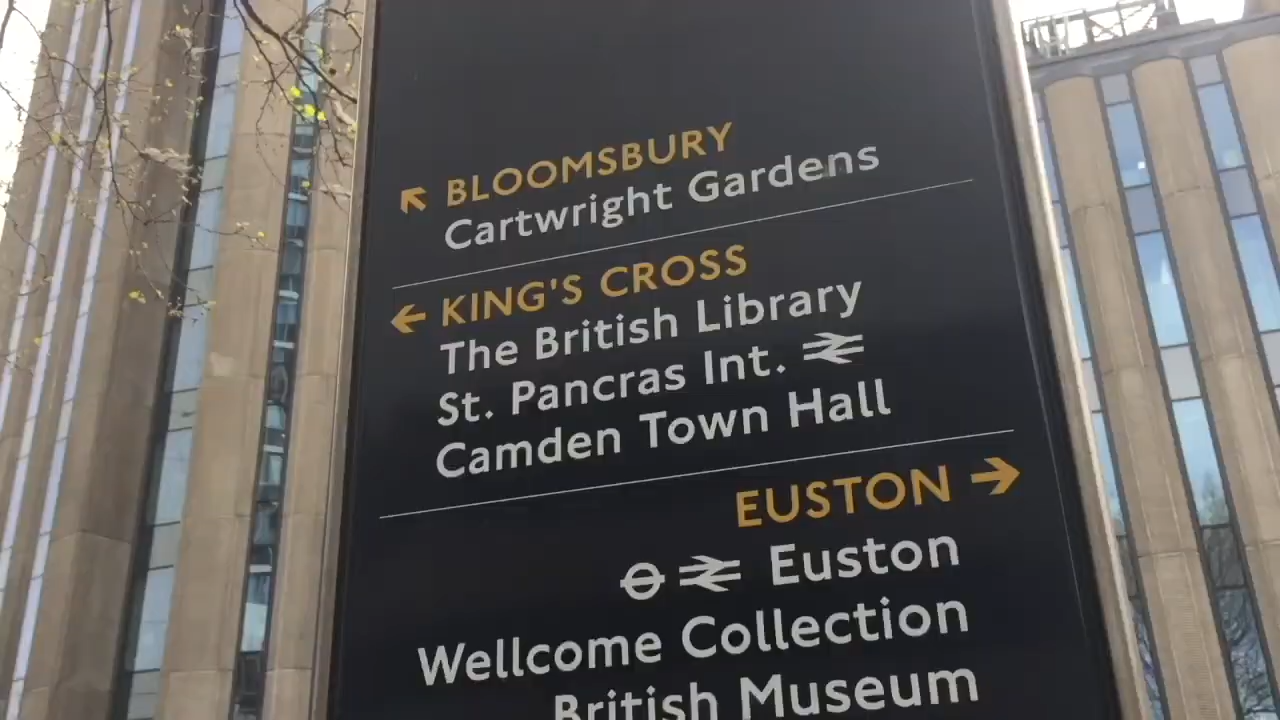 BLOOMSBURY
Cartwright Gardens
KING'S CROSS
The British Library
St. Pancras Int.
Camden Town Hall
EUSTON
Euston
Wellcome Collection
British Museum